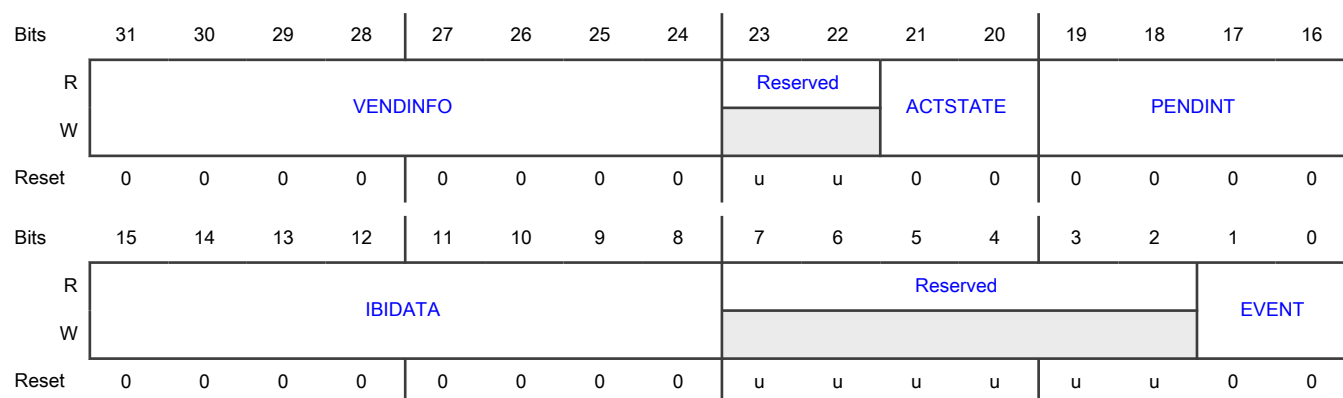 Bits 31 30 29 28 27 26 25 24 23 22 21 20 19 18 17 16
R VENDINFO Reserved ACTSTATE PENDINT
W
Reset 0 0 0 0 0 0 0 0 u u 0 0 0 0 0 0
Bits 15 14 13 12 11 10 9 8 7 6 5 4 3 2 1 0
R IBIDATA Reserved EVENT
W
Reset 0 0 0 0 0 0 0 0 u u u u u u 0 0